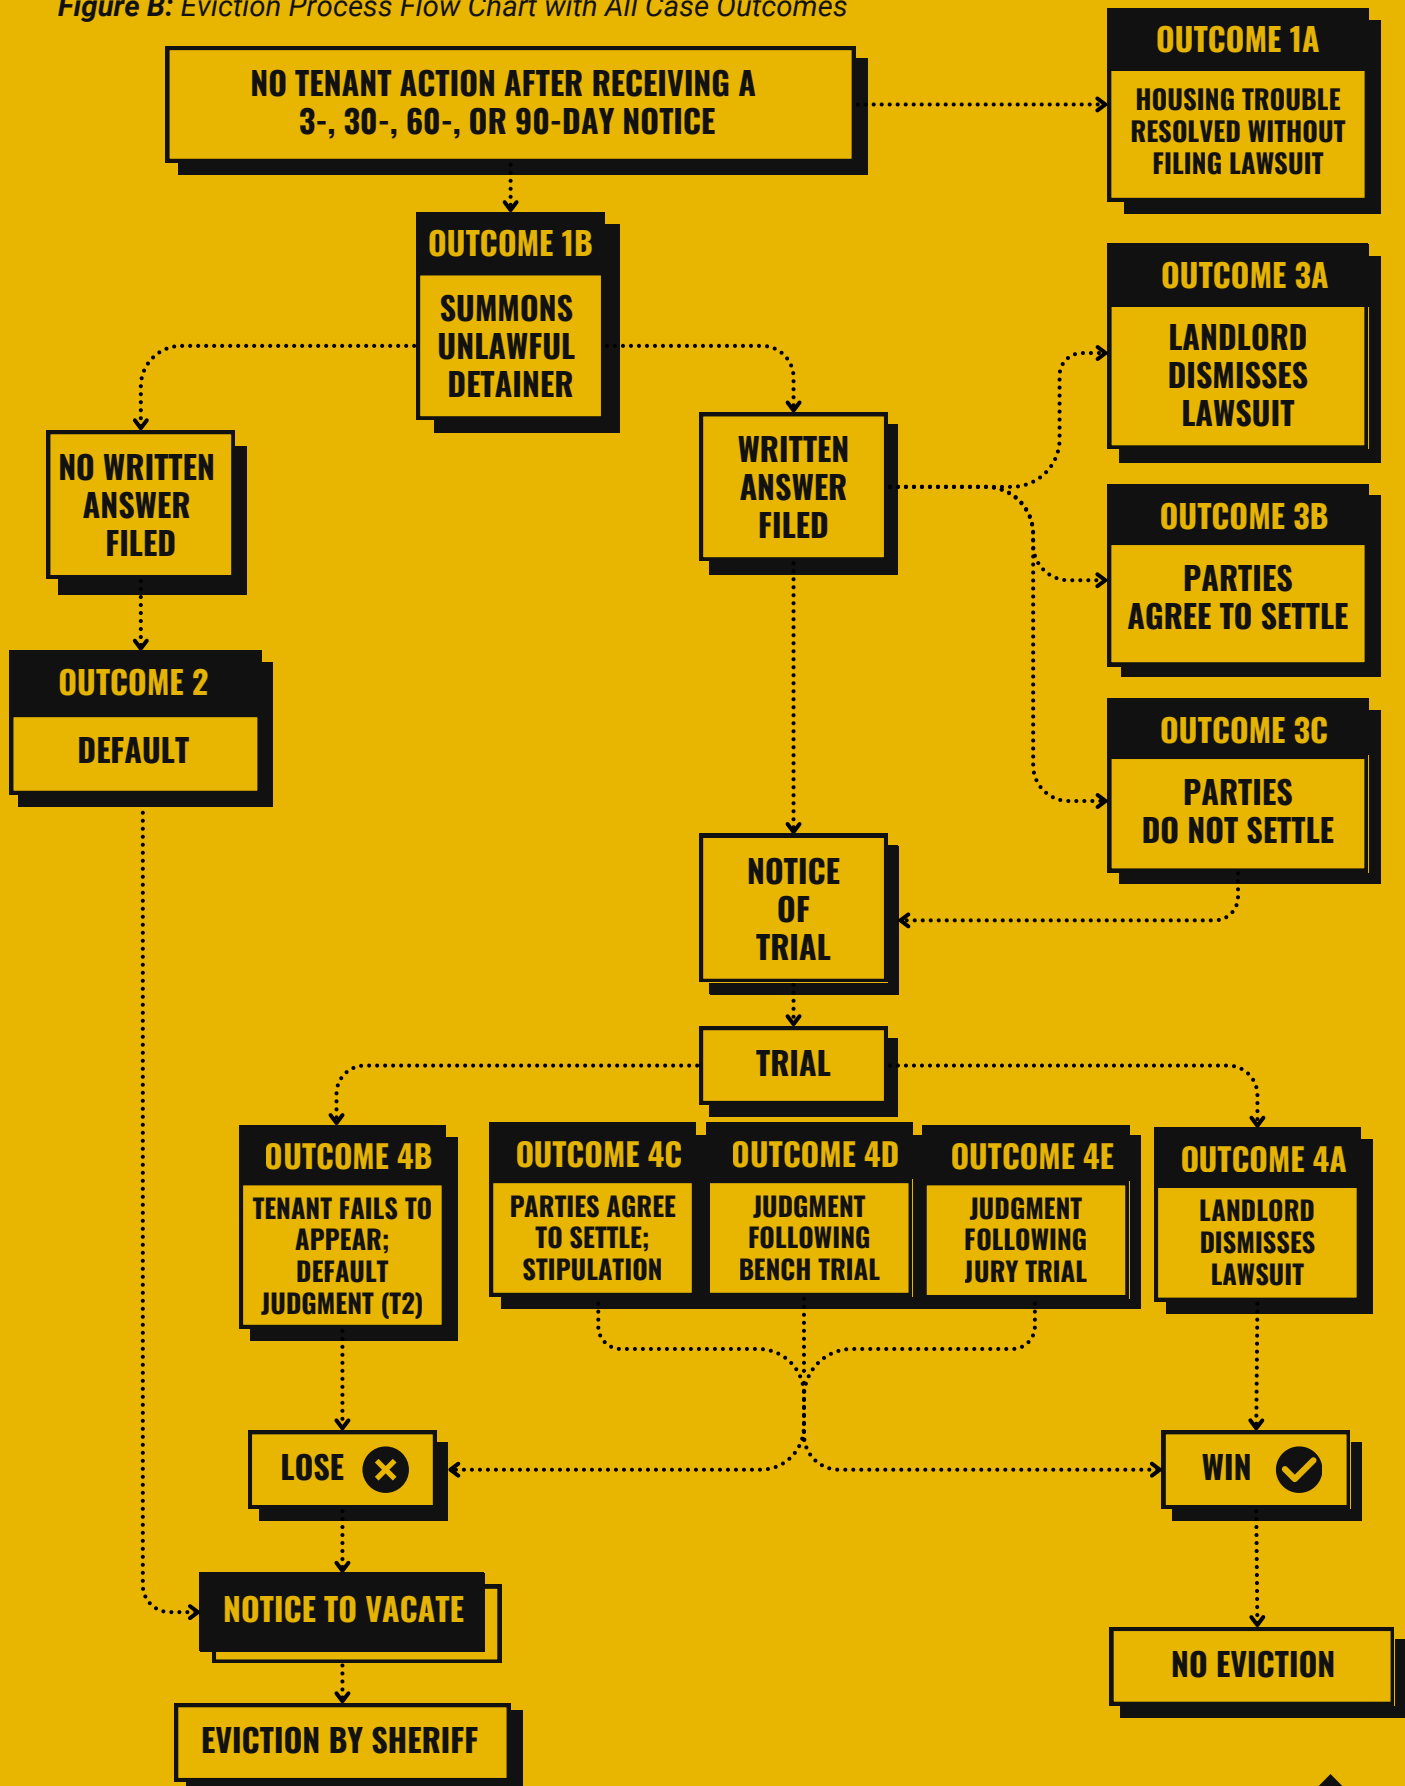 Figure B: Eviction Process Flow Chart with All Case Outcomes
NO TENANT ACTION AFTER RECEIVING A
3-, 30-, 60-, OR 90-DAY NOTICE
OUTCOME 1A
HOUSING TROUBLE
RESOLVED WITHOUT
FILING LAWSUIT
OUTCOME 1B
SUMMONS
UNLAWFUL
DETAINER
OUTCOME 3A
LANDLORD
DISMISSES
LAWSUIT
NO WRITTEN
ANSWER
FILED
WRITTEN
ANSWER
FILED
OUTCOME 3B
PARTIES
AGREE TO SETTLE
OUTCOME 2
DEFAULT
OUTCOME 3C
PARTIES
DO NOT SETTLE
NOTICE
OF
TRIAL
TRIAL
OUTCOME 4B
TENANT FAILS TO
APPEAR;
DEFAULT
JUDGMENT (T2)
OUTCOME 4C
PARTIES AGREE
TO SETTLE;
STIPULATION
OUTCOME 4D
JUDGMENT
FOLLOWING
BENCH TRIAL
OUTCOME 4E
JUDGMENT
FOLLOWING
JURY TRIAL
OUTCOME 4A
LANDLORD
DISMISSES
LAWSUIT
LOSE
WIN
NOTICE TO VACATE
NO EVICTION
EVICTION BY SHERIFF